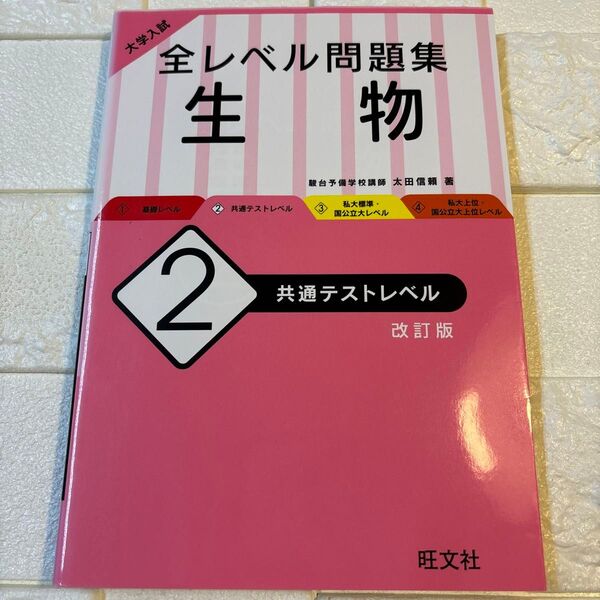 大学入試
全レベル問題集
生物
駿台予備学校講師 太田信頼 著
① 基礎レベル
② 共通テストレベル
③ 私大標準・
国公立大レベル
④ 私大上位・
国公立大上位レベル
2 共通テストレベル
改訂版
旺文社